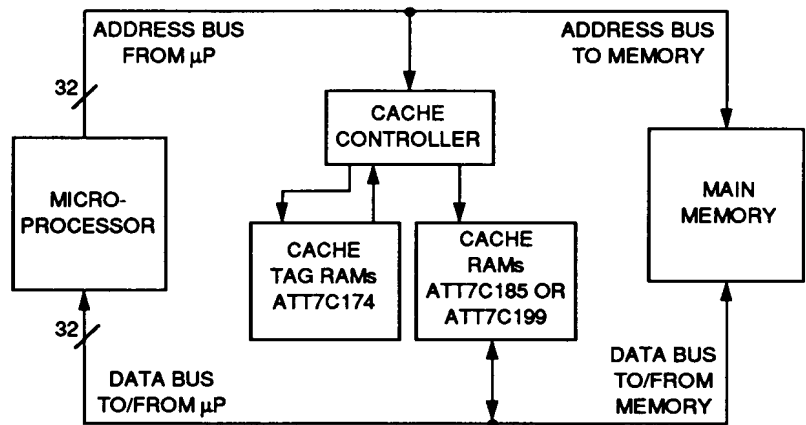 ADDRESS BUS
FROM μP
ADDRESS BUS
TO MEMORY
32
CACHE
CONTROLLER
MICRO-
PROCESSOR
MAIN
MEMORY
CACHE
TAG RAMs
ATT7C174
CACHE
RAMs
ATT7C185 OR
ATT7C199
32
DATA BUS
TO/FROM μP
DATA BUS
TO/FROM
MEMORY